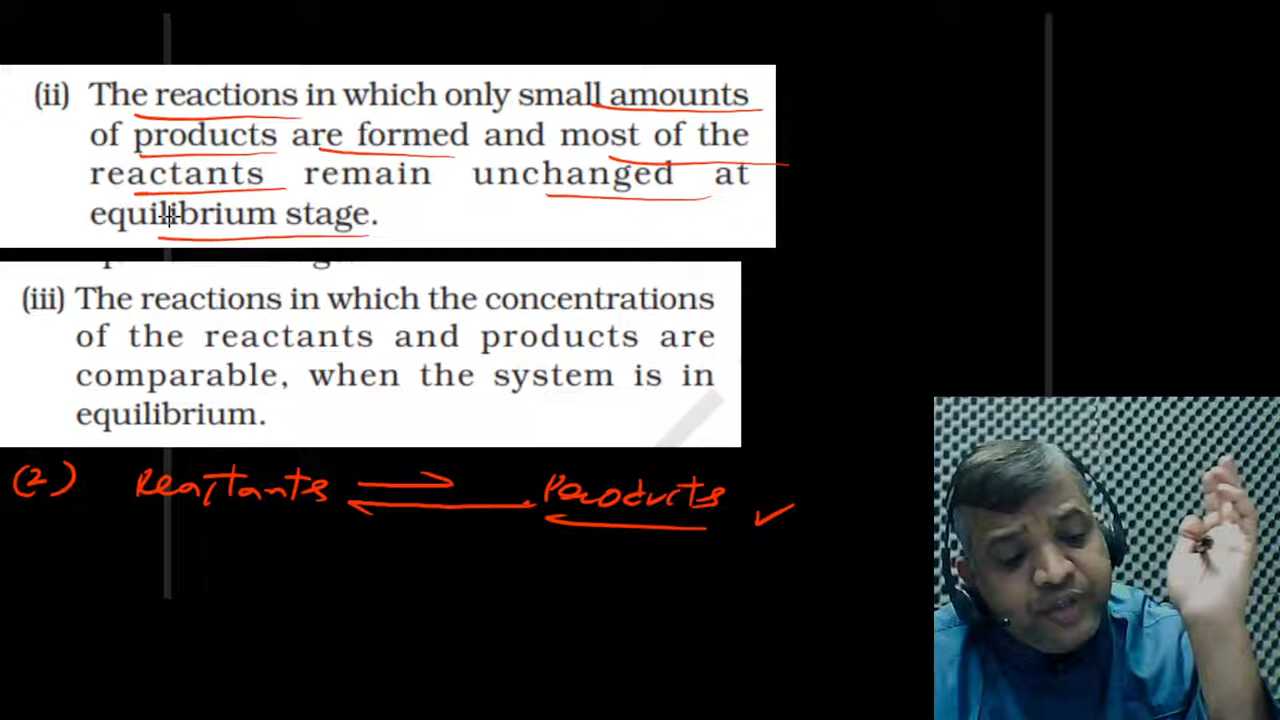 (ii) The reactions in which only small amounts
of products are formed and most of the
reactants remain unchanged at
equilibrium stage.
(iii) The reactions in which the concentrations
of the reactants and products are
comparable, when the system is in
equilibrium.
(2) Reactants ⇌ Products ✓